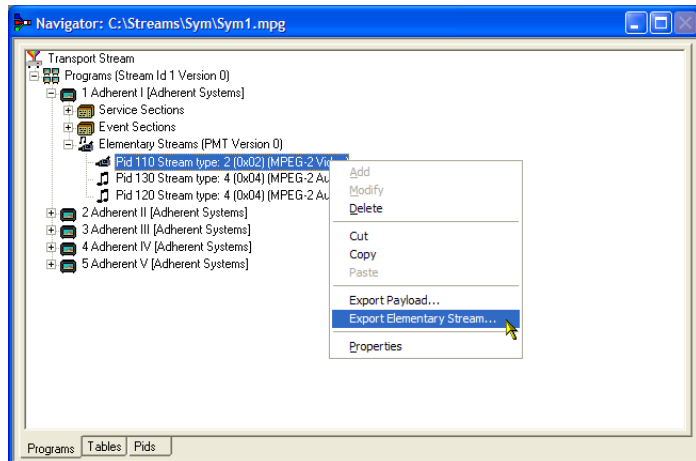 Navigator: C:\Streams\Sym\Sym1.mpg
Transport Stream
Programs (Stream Id 1 Version 0)
1 Adherent I [Adherent Systems]
Service Sections
Event Sections
Elementary Streams (PMT Version 0)
Pid 110 Stream type: 2 (0x02) (MPEG-2 Video)
Pid 130 Stream type: 4 (0x04) (MPEG-2 Au
Pid 120 Stream type: 4 (0x04) (MPEG-2 Au
2 Adherent II [Adherent Systems]
3 Adherent III [Adherent Systems]
4 Adherent IV [Adherent Systems]
5 Adherent V [Adherent Systems]
Add
Modify
Delete
Cut
Copy
Paste
Export Payload...
Export Elementary Stream...
Properties
Programs Tables Pids